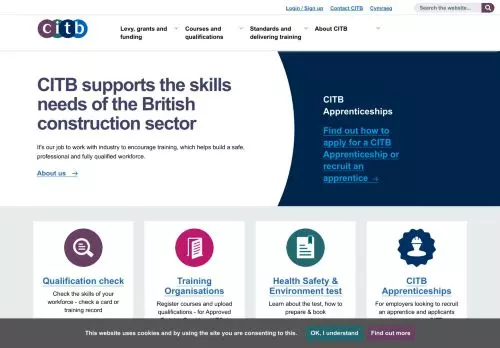 Login / Sign up Contact CITB Cymraeg Search the website...
citb
Levy, grants and funding
Courses and qualifications
Standards and delivering training
About CITB
CITB supports the skills
needs of the British
construction sector
It's our job to work with industry to encourage training, which helps build a safe,
professional and fully qualified workforce.
About us →
CITB
Apprenticeships
Find out how to
apply for a CITB
Apprenticeship or
recruit an
apprentice →
Qualification check
Check the skills of your
workforce - check a card or
training record
Training
Organisations
Register courses and upload
qualifications - for Approved
Health Safety &
Environment test
Learn about the test, how to
prepare & book
CITB
Apprenticeships
For employers looking to recruit
an apprentice and applicants
This website uses cookies and by using the site you are consenting to this. OK, I understand Find out more